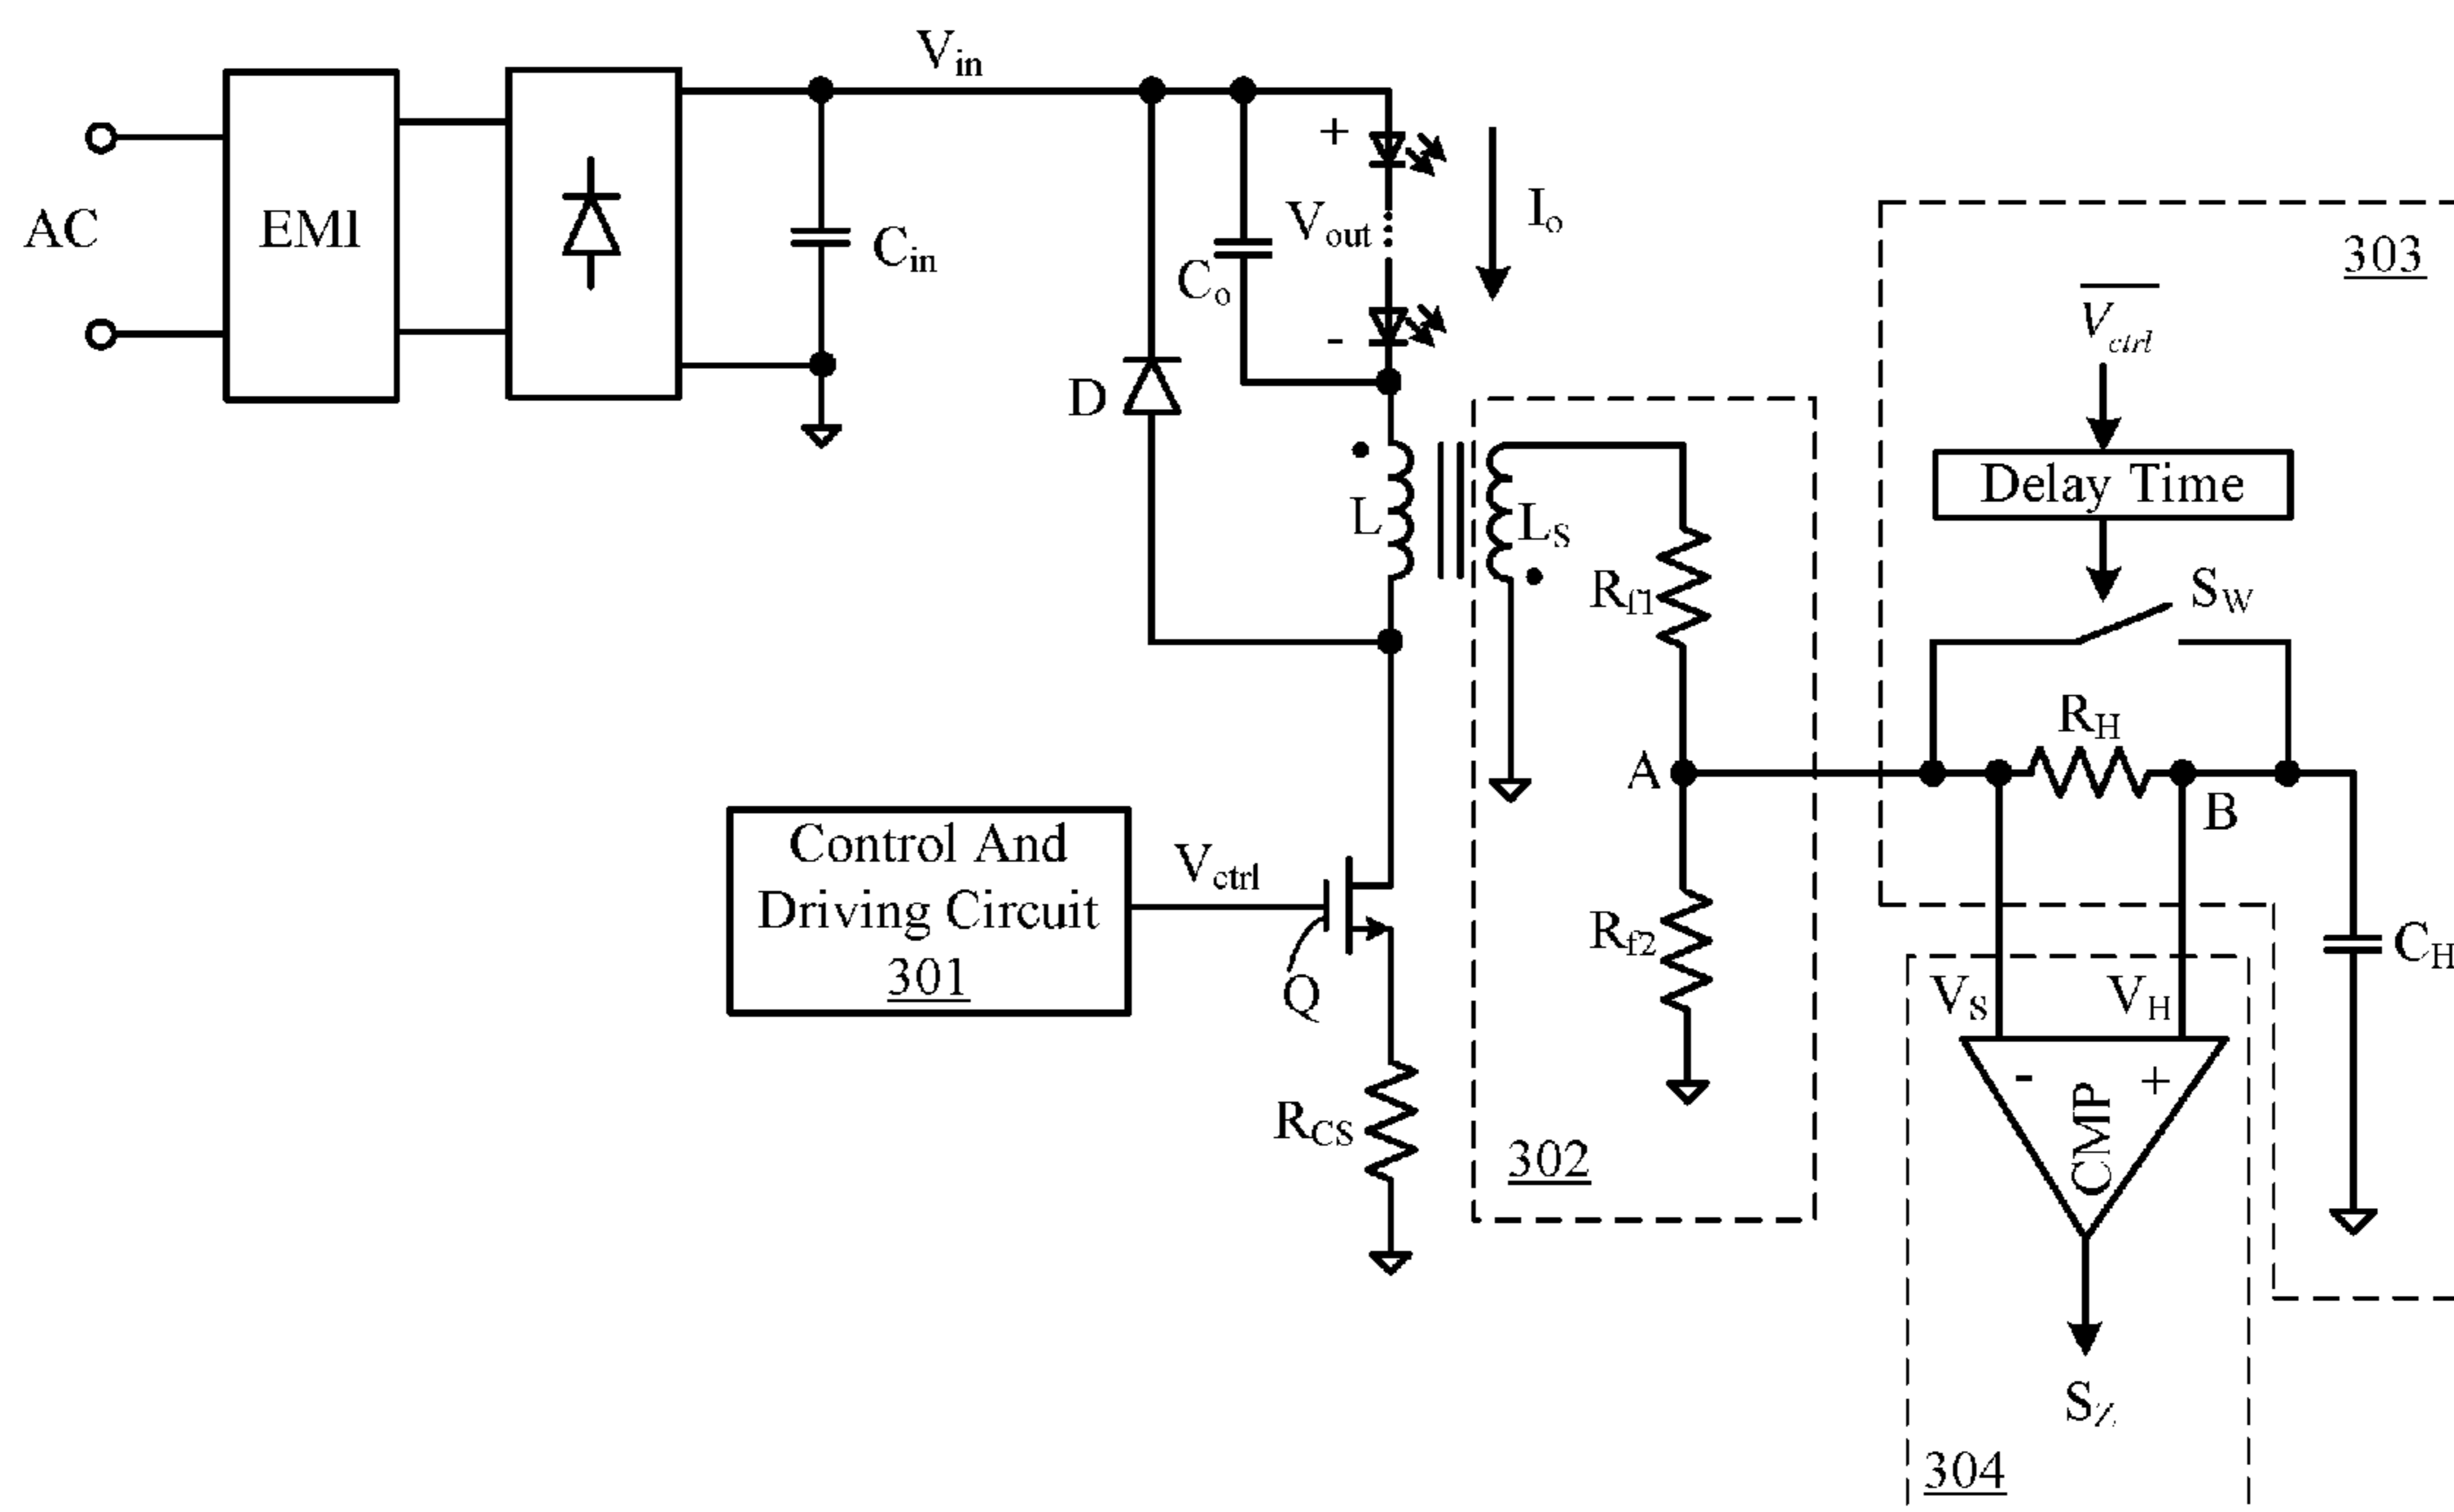 AC
EMI
Vin
Cin
D
Co
+
Vout
-
Io
L
LS
Rf1
A
Rf2
302
Control And
Driving Circuit
301
Vctrl
Q
RCS
303
Vctrl
Delay Time
SW
RH
B
CH
VS
VH
-
+
CMP
SZ
304